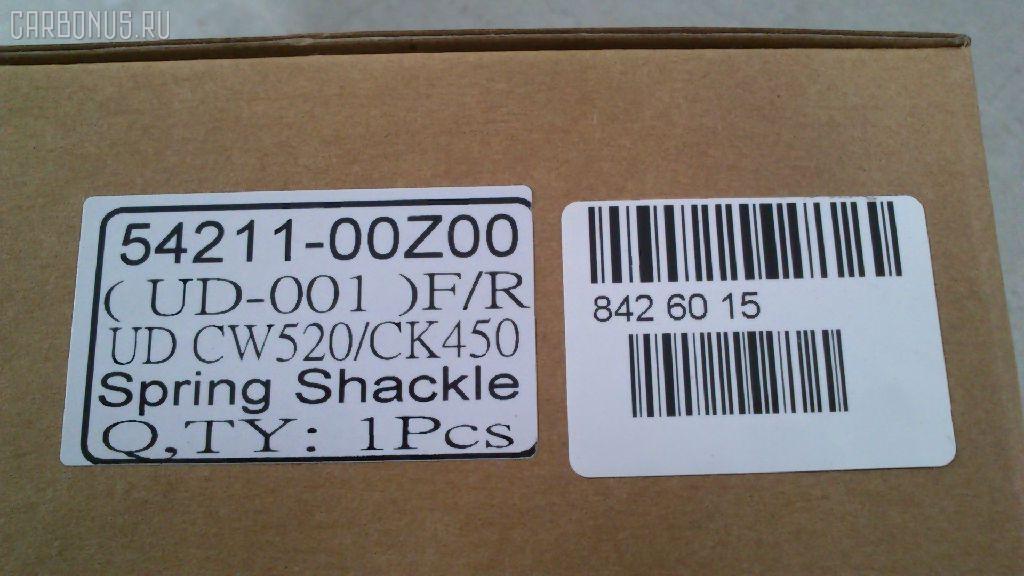 CARBONUS.RU
54211-00Z00
( UD-001 )F/R
UD CW520/CK450
Spring Shackle
Q,TY: 1Pcs
842 60 15